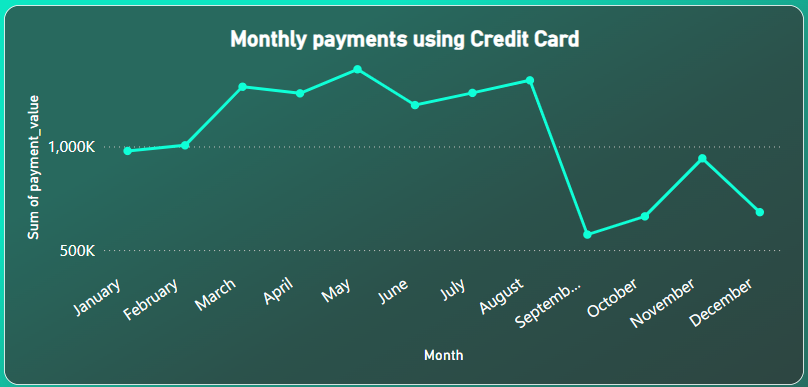 Monthly payments using Credit Card
Sum of payment_value
1,000K
500K
January
February
March
April
May
June
July
August
Septemb...
October
November
December
Month